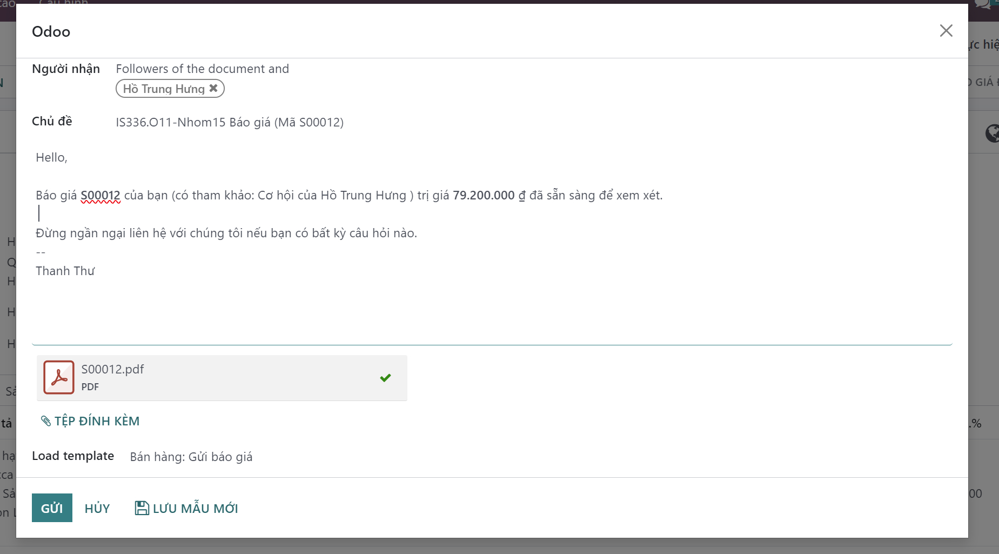 Odoo
Người nhận Followers of the document and
Hồ Trung Hưng
Chủ đề IS336.O11-Nhom15 Báo giá (Mã S00012)
Hello,
Báo giá S00012 của bạn (có tham khảo: Cơ hội của Hồ Trung Hưng ) trị giá 79.200.000 ₫ đã sẵn sàng để xem xét.
Đừng ngần ngại liên hệ với chúng tôi nếu bạn có bất kỳ câu hỏi nào.
--
Thanh Thư
S00012.pdf
PDF
TỆP ĐÍNH KÈM
Load template Bán hàng: Gửi báo giá
GỬI HỦY LƯU MẪU MỚI